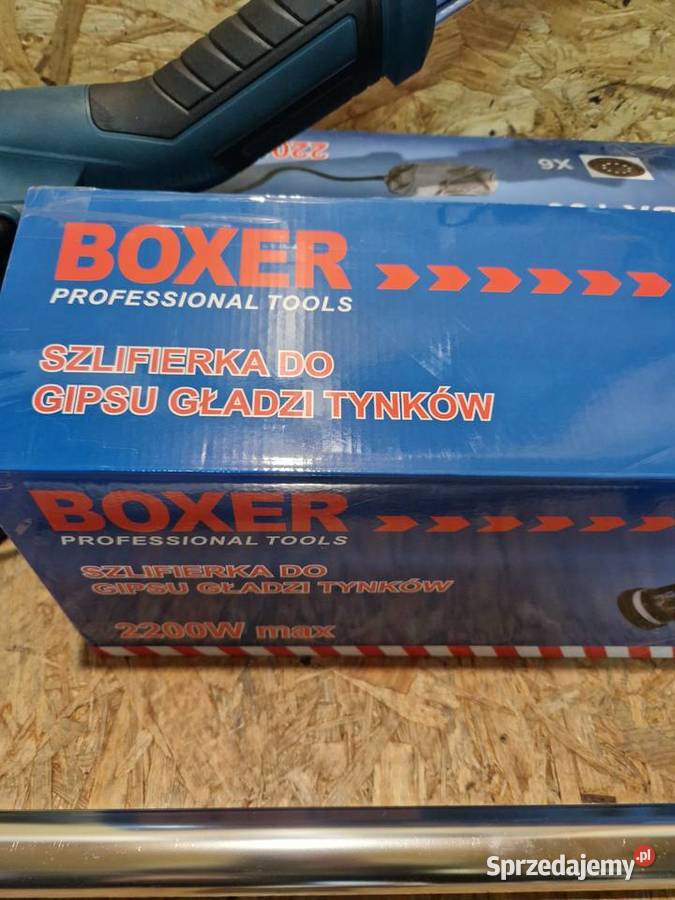 220
X6
BOXER
PROFESSIONAL TOOLS
SZLIFIERKA DO
GIPSU GŁADZI TYNKÓW
BOXER
PROFESSIONAL TOOLS
SZLIFIERKA DO
GIPSU GŁADZI TYNKÓW
2200W max
Sprzedajemy.pl